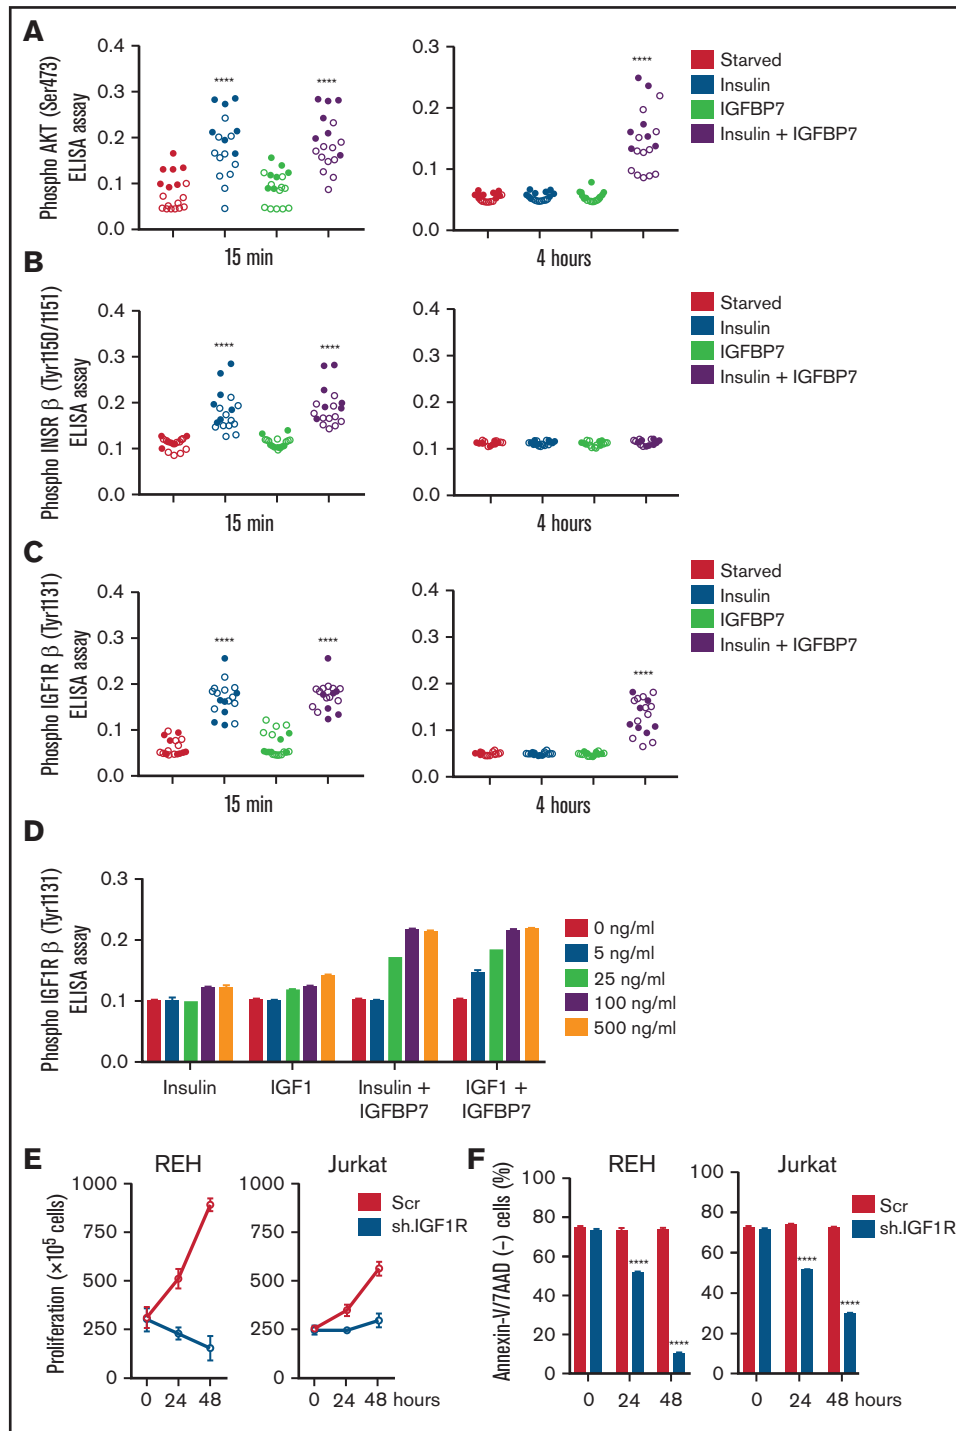 A
Phospho AKT (Ser473)
ELISA assay
0.4
0.3
0.2
0.1
0.0
****
****
15 min
0.3
0.2
0.1
0.0
****
4 hours
Starved
Insulin
IGFBP7
Insulin + IGFBP7
B
Phospho INSR β (Tyr1150/1151)
ELISA assay
0.4
0.3
0.2
0.1
0.0
****
****
15 min
0.4
0.3
0.2
0.1
0.0
4 hours
Starved
Insulin
IGFBP7
Insulin + IGFBP7
C
Phospho IGF1R β (Tyr1131)
ELISA assay
0.4
0.3
0.2
0.1
0.0
****
****
15 min
0.4
0.3
0.2
0.1
0.0
****
4 hours
Starved
Insulin
IGFBP7
Insulin + IGFBP7
D
Phospho IGF1R β (Tyr1131)
ELISA assay
0.3
0.2
0.1
0.0
Insulin
IGF1
Insulin +
IGFBP7
IGF1 +
IGFBP7
0 ng/ml
5 ng/ml
25 ng/ml
100 ng/ml
500 ng/ml
E
Proliferation (×10⁵ cells)
REH
1000
750
500
250
0
0 24 48 hours
Jurkat
1000
750
500
250
0
0 24 48
Scr
sh.IGF1R
F
Annexin-V/7AAD (–) cells (%)
REH
100
80
60
40
20
0
****
****
0 24 48 hours
Jurkat
100
80
60
40
20
0
****
****
0 24 48
Scr
sh.IGF1R